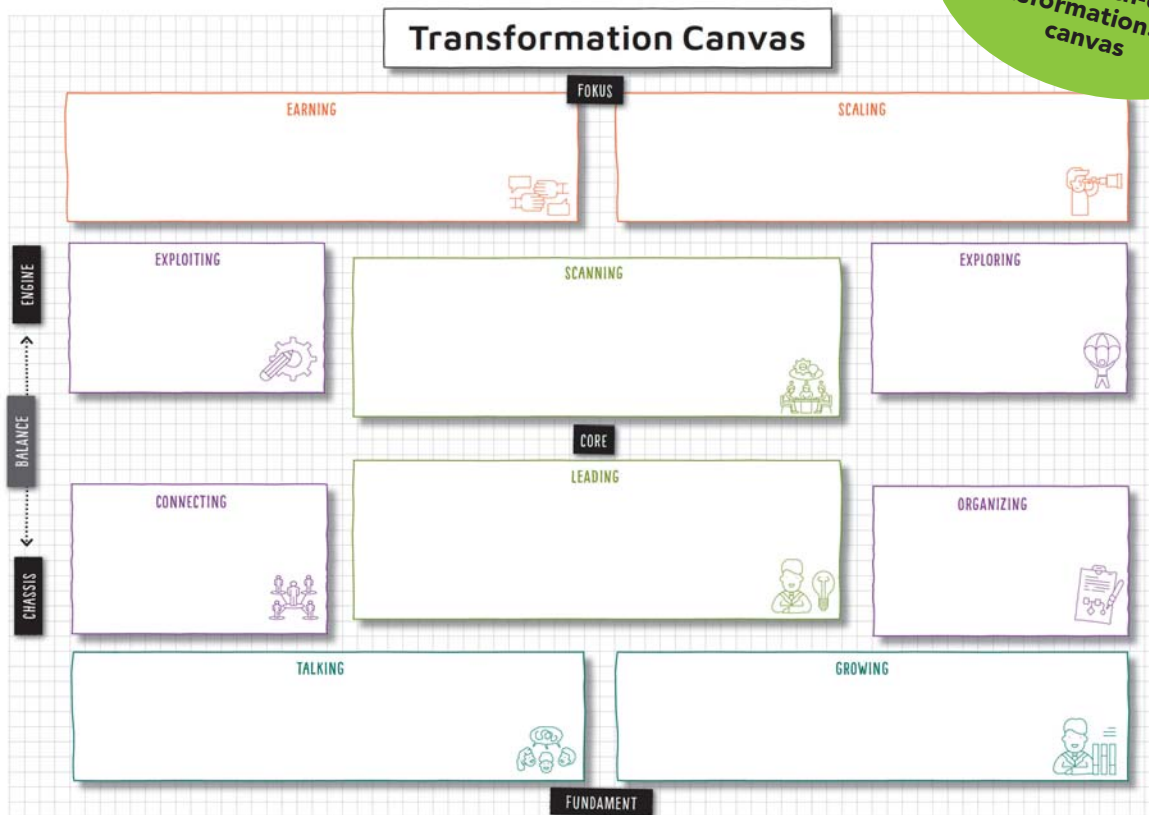 Transformation Canvas
canvas
FOKUS
EARNING
SCALING
ENGINE
EXPLOITING
SCANNING
EXPLORING
BALANCE
CORE
CONNECTING
LEADING
ORGANIZING
CHASSIS
TALKING
GROWING
FUNDAMENT